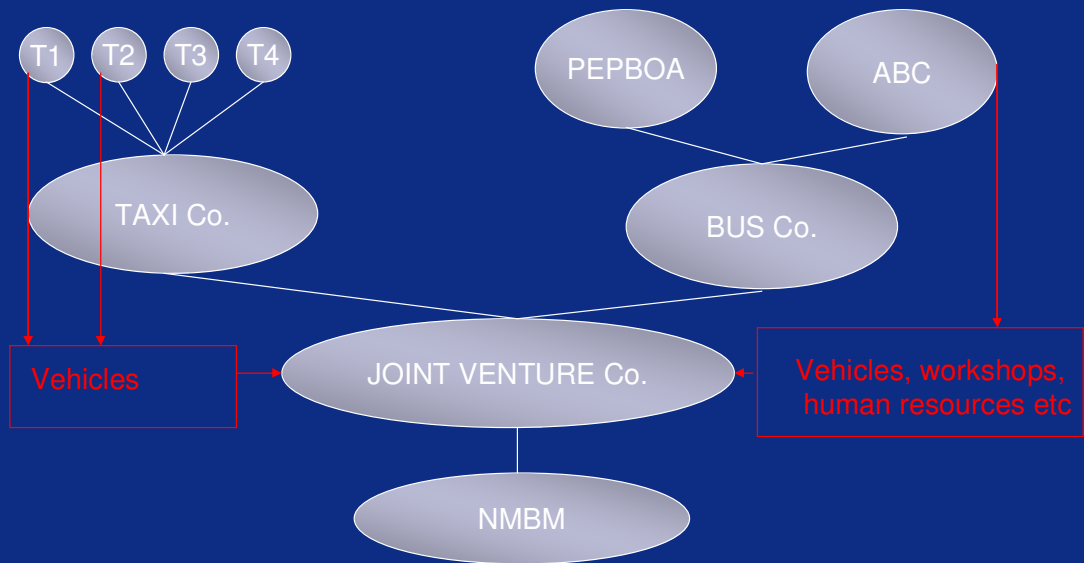 T1 T2 T3 T4
PEPBOA
ABC
TAXI Co.
BUS Co.
Vehicles
JOINT VENTURE Co.
Vehicles, workshops,
human resources etc
NMBM